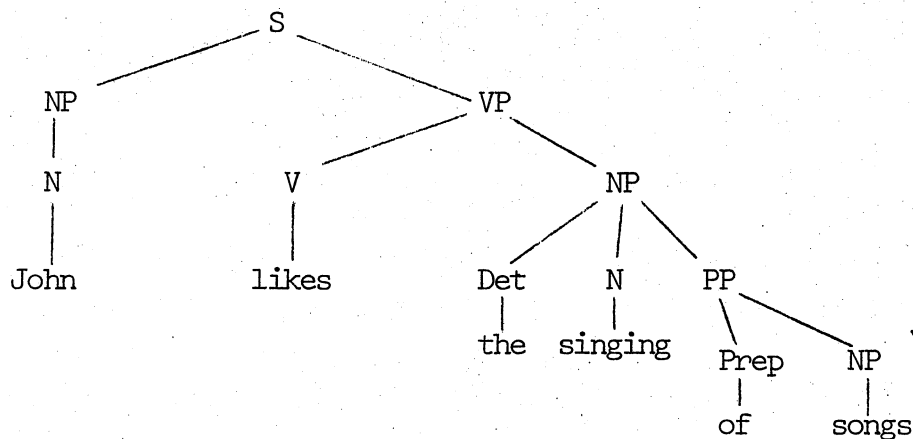 S
NP VP
N V NP
John likes Det N PP
the singing Prep NP
of songs